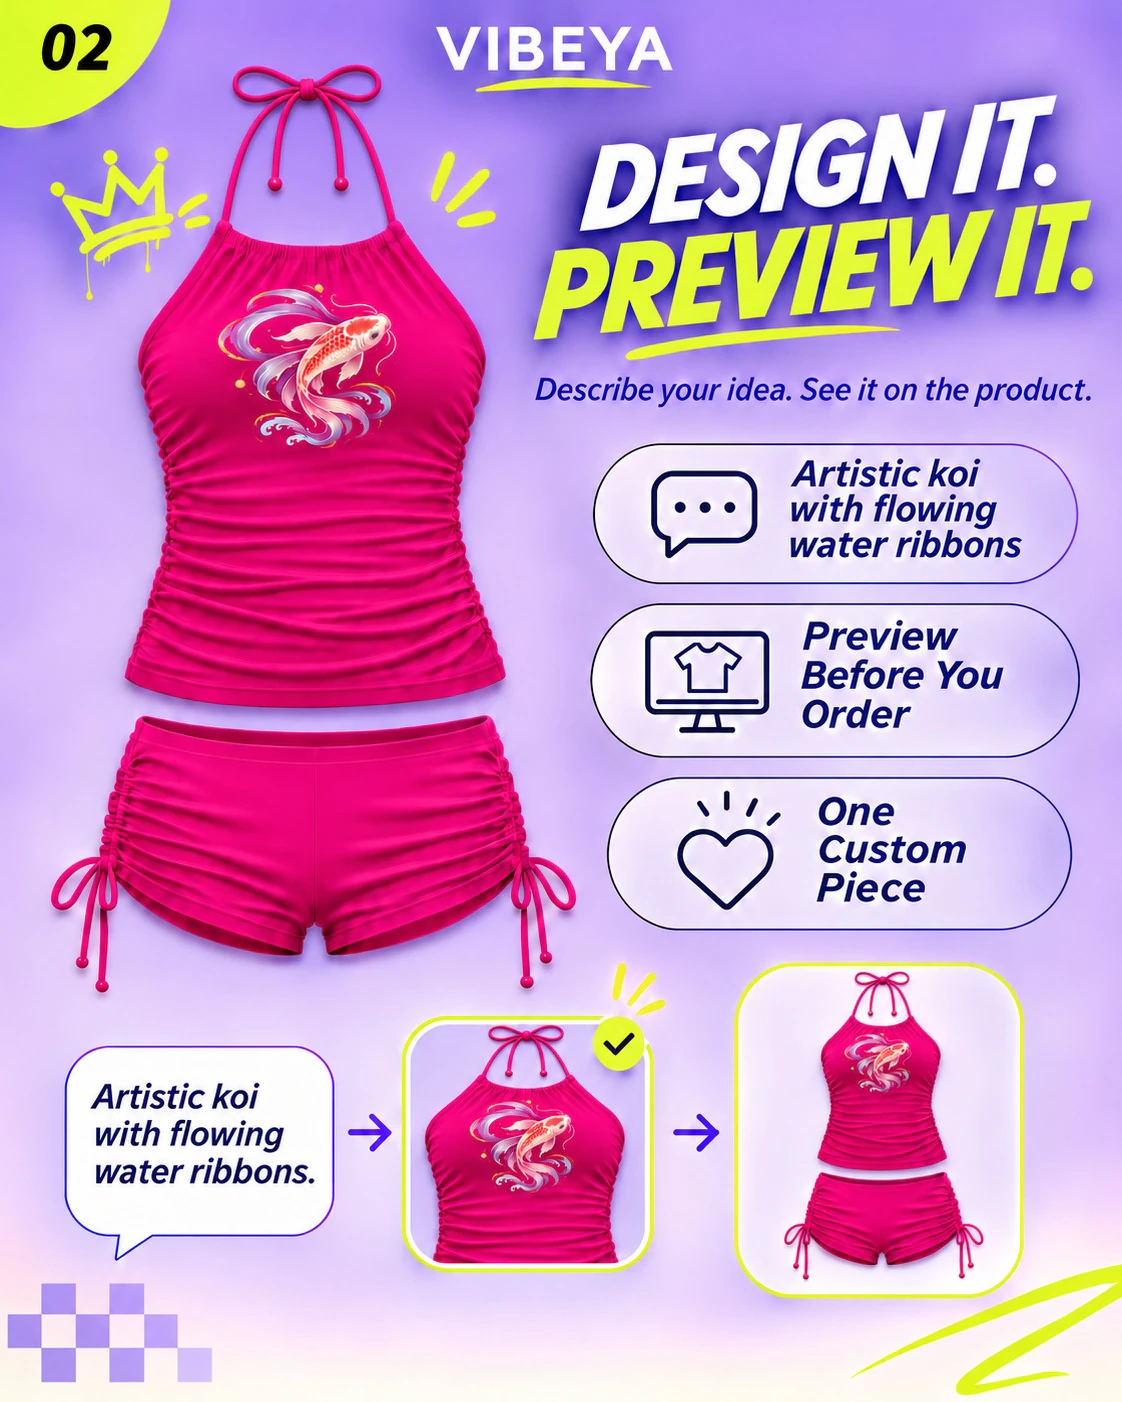 02
VIBEYA
DESIGN IT.
PREVIEW IT.
Describe your idea. See it on the product.
Artistic koi
with flowing
water ribbons
Preview
Before You
Order
One
Custom
Piece
Artistic koi
with flowing
water ribbons.